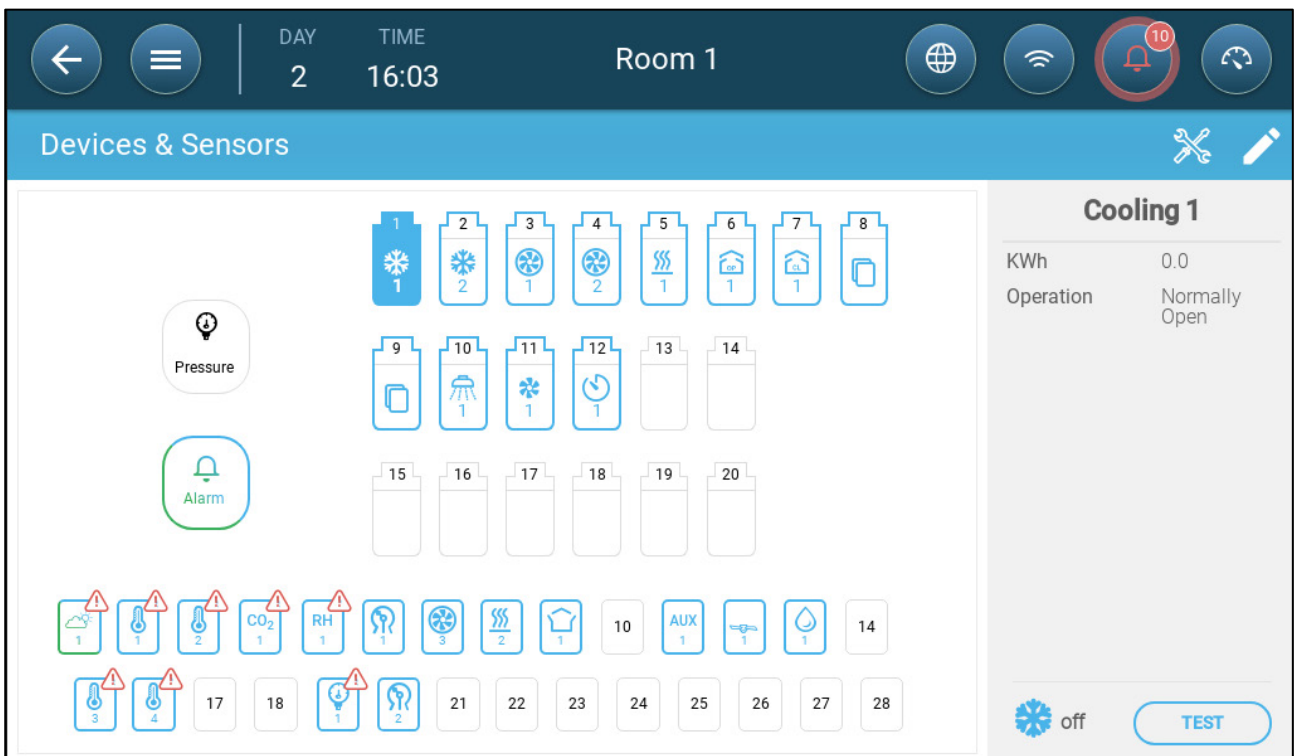 DAY TIME 10
2 16:03 Room 1
Devices & Sensors
Cooling 1
KWh 0.0
Operation Normally
Open
1 2 3 4 5 6 7 8
OP CL
1 2 1 2 1 1 1
Pressure
9 10 11 12 13 14
1 1 1
Alarm
15 16 17 18 19 20
CO2 RH 10 AUX 14
1 1 2 1 1 1 3 2 1 1 1 1
17 18 21 22 23 24 25 26 27 28
3 4 1 2
off TEST